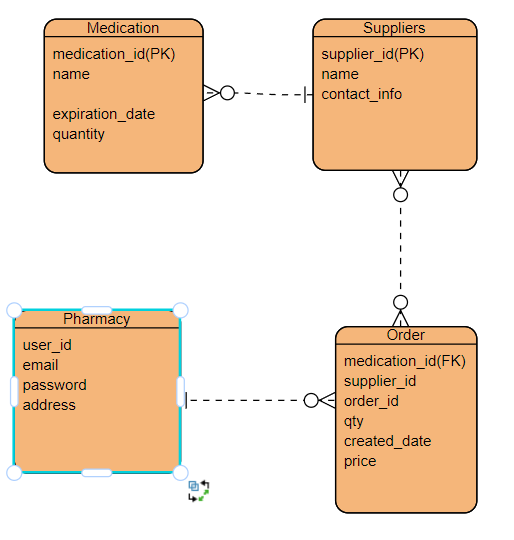 Medication
medication_id(PK)
name
expiration_date
quantity
Suppliers
supplier_id(PK)
name
contact_info
Pharmacy
user_id
email
password
address
Order
medication_id(FK)
supplier_id
order_id
qty
created_date
price